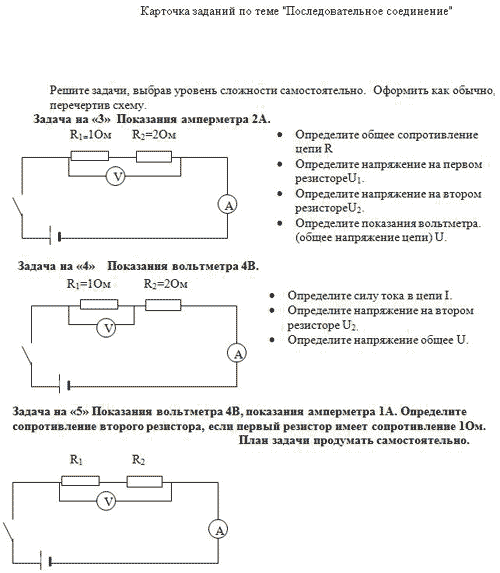 Карточка заданий по теме "Последовательное соединение"
Решите задачи, выбрав уровень сложности самостоятельно. Оформить как обычно,
перечертив схему.
Задача на «3» Показания амперметра 2А.
R1=1Ом R2=2Ом
V
A
• Определите общее сопротивление
цепи R
• Определите напряжение на первом
резистореU1.
• Определите напряжение на втором
резистореU2.
• Определите показания вольтметра.
(общее напряжение цепи) U.
Задача на «4» Показания вольтметра 4В.
R1=1Ом R2=2Ом
V
A
• Определите силу тока в цепи I.
• Определите напряжение на втором
резисторе U2.
• Определите напряжение общее U.
Задача на «5» Показания вольтметра 4В, показания амперметра 1А. Определите
сопротивление второго резистора, если первый резистор имеет сопротивление 1Ом.
План задачи продумать самостоятельно.
R1 R2
V
A